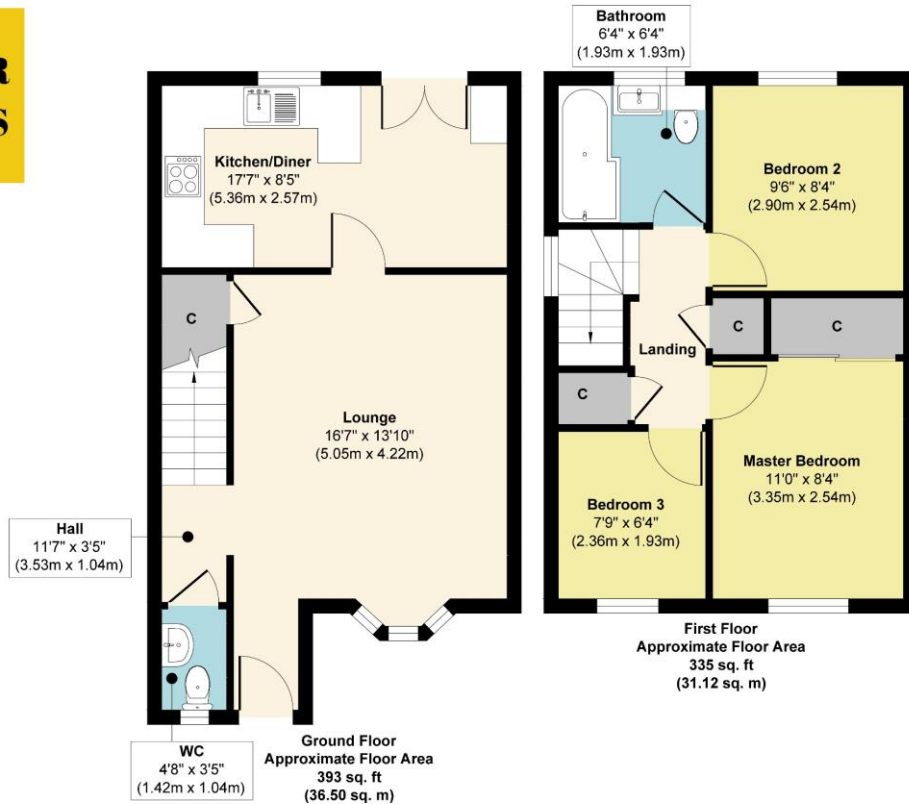 R
S
Bathroom
6'4" x 6'4"
(1.93m x 1.93m)
Kitchen/Diner
17'7" x 8'5"
(5.36m x 2.57m)
Bedroom 2
9'6" x 8'4"
(2.90m x 2.54m)
C
C
C
Landing
C
Lounge
16'7" x 13'10"
(5.05m x 4.22m)
Master Bedroom
11'0" x 8'4"
(3.35m x 2.54m)
Bedroom 3
7'9" x 6'4"
(2.36m x 1.93m)
Hall
11'7" x 3'5"
(3.53m x 1.04m)
First Floor
Approximate Floor Area
335 sq. ft
(31.12 sq. m)
WC
4'8" x 3'5"
(1.42m x 1.04m)
Ground Floor
Approximate Floor Area
393 sq. ft
(36.50 sq. m)